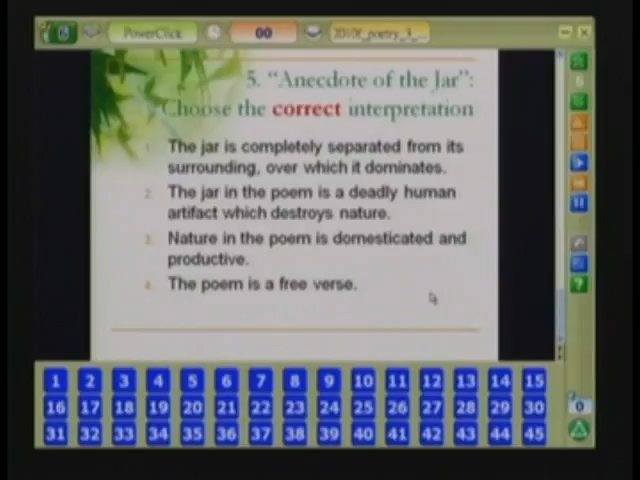 6 PowerClick 00 2010f_poetry_3_...
5. “Anecdote of the Jar”:
Choose the correct interpretation
1. The jar is completely separated from its
surrounding, over which it dominates.
2. The jar in the poem is a deadly human
artifact which destroys nature.
3. Nature in the poem is domesticated and
productive.
4. The poem is a free verse.
1 2 3 4 5 6 7 8 9 10 11 12 13 14 15
16 17 18 19 20 21 22 23 24 25 26 27 28 29 30
31 32 33 34 35 36 37 38 39 40 41 42 43 44 45
0